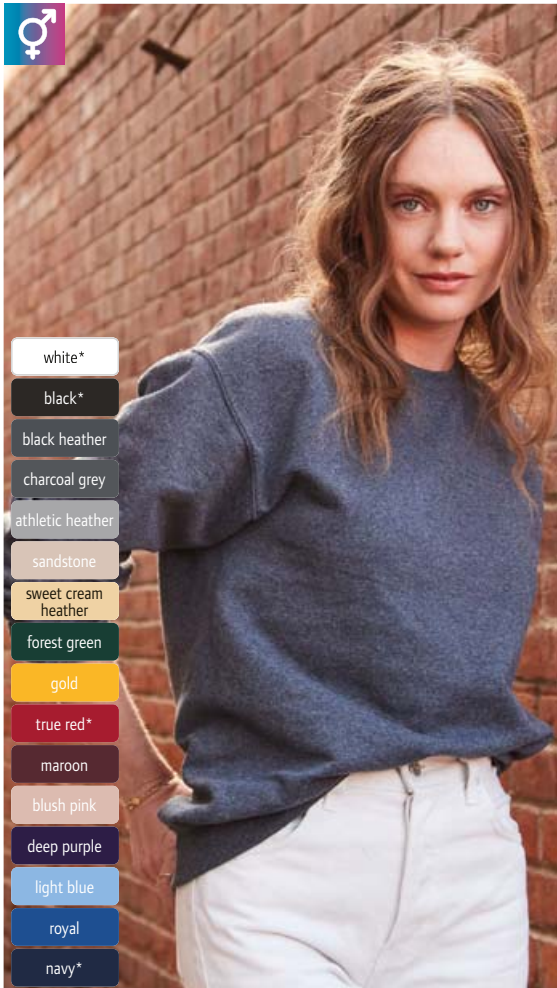 white*
black*
black heather
charcoal grey
athletic heather
sandstone
sweet cream
heather
forest green
gold
true red*
maroon
blush pink
deep purple
light blue
royal
navy*